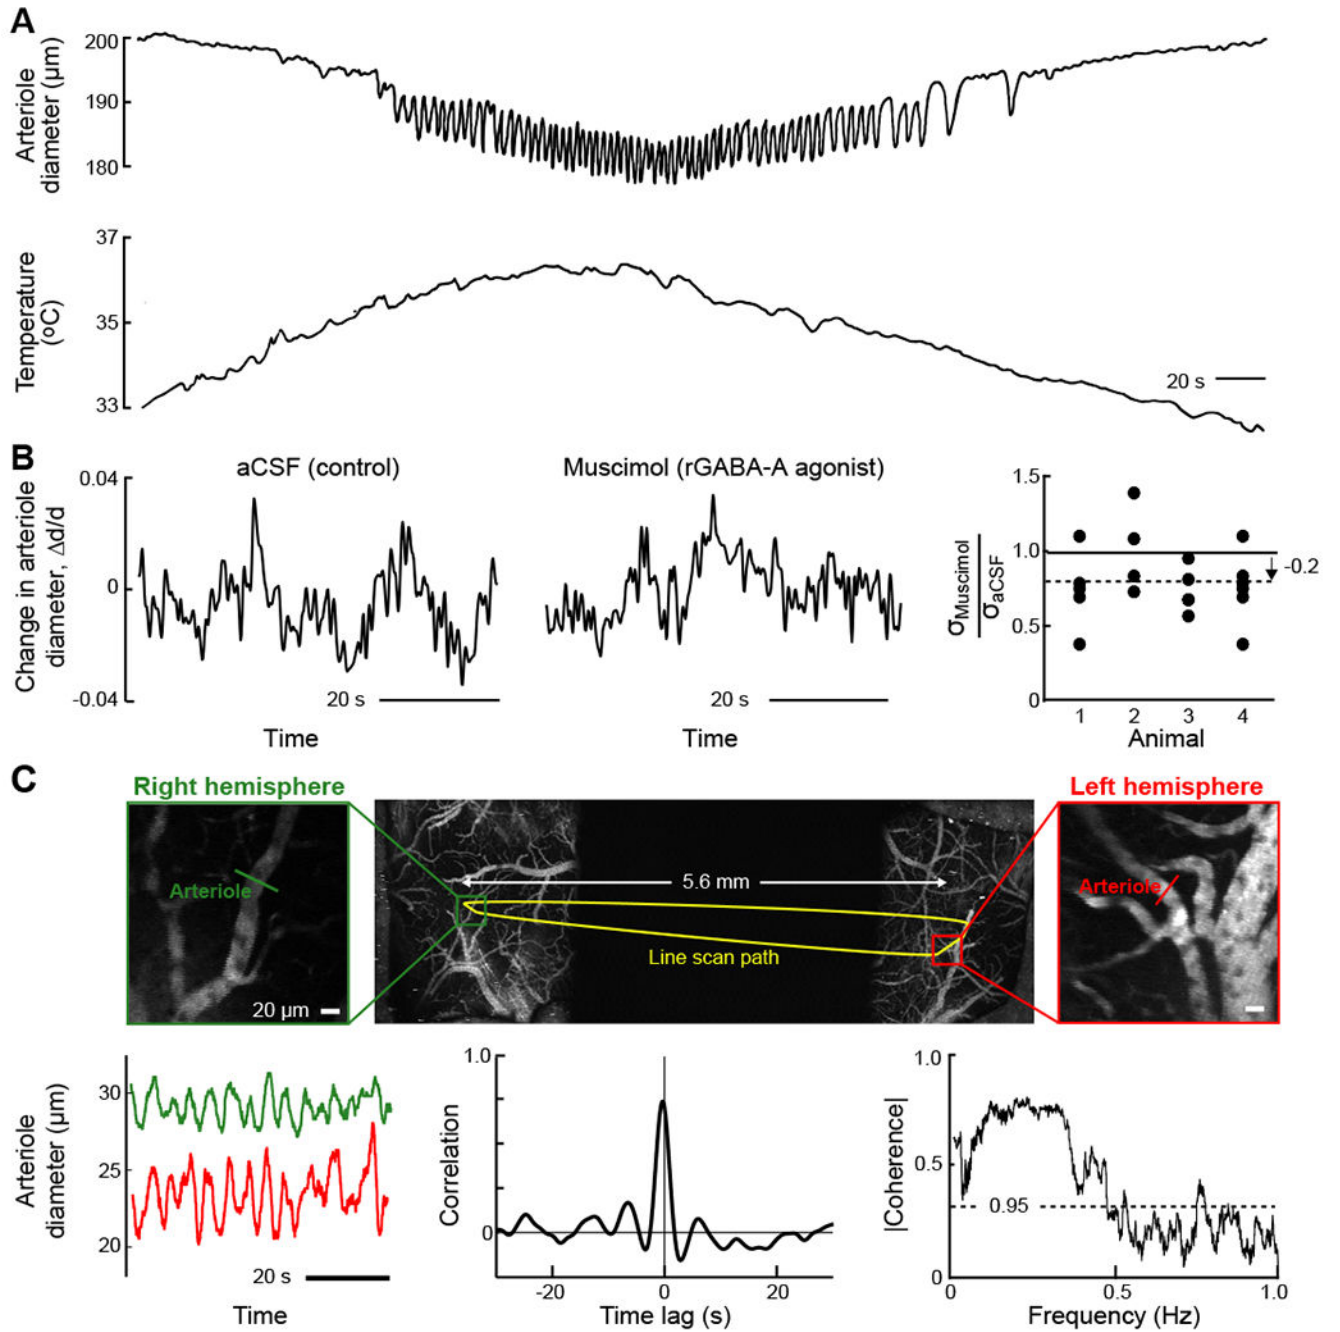 A
Arteriole
diameter (µm)
200
190
180
Temperature
(ºC)
37
35
33
20 s
B
aCSF (control)
Muscimol (rGABA-A agonist)
Change in arteriole
diameter, Δd/d
0.04
0
-0.04
20 s
20 s
Time
Time
σMuscimol
σaCSF
1.5
1.0
0.5
0
-0.2
1 2 3 4
Animal
C
Right hemisphere
Left hemisphere
Arteriole
20 µm
5.6 mm
Line scan path
Arteriole
Arteriole
diameter (µm)
30
25
20
20 s
Time
Correlation
1.0
0
-20 0 20
Time lag (s)
|Coherence|
1.0
0.5
0
0.95
0 0.5 1.0
Frequency (Hz)